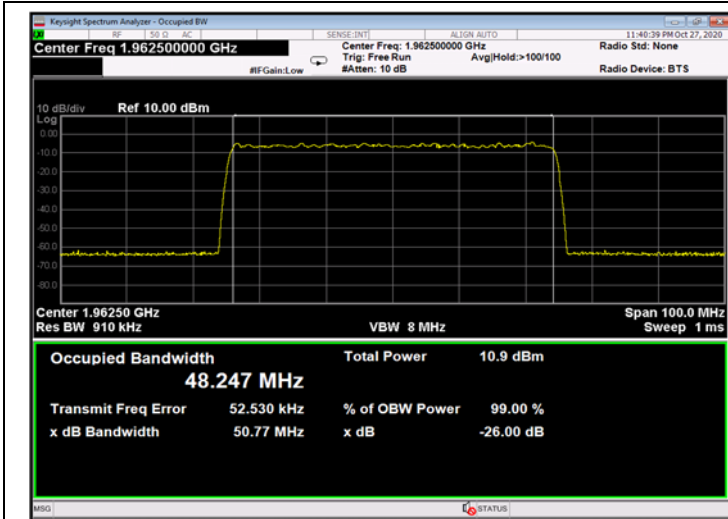 Keysight Spectrum Analyzer - Occupied BW
LXI RF 50 Ω AC SENSE:INT ALIGN AUTO 11:40:39 PM Oct 27, 2020
Center Freq 1.962500000 GHz Center Freq: 1.962500000 GHz Radio Std: None
Trig: Free Run Avg|Hold:>100/100
#IFGain:Low #Atten: 10 dB Radio Device: BTS
10 dB/div Ref 10.00 dBm
Log
0.00
-10.0
-20.0
-30.0
-40.0
-50.0
-60.0
-70.0
-80.0
Center 1.96250 GHz Span 100.0 MHz
Res BW 910 kHz VBW 8 MHz Sweep 1 ms
Occupied Bandwidth Total Power 10.9 dBm
48.247 MHz
Transmit Freq Error 52.530 kHz % of OBW Power 99.00 %
x dB Bandwidth 50.77 MHz x dB -26.00 dB
MSG STATUS